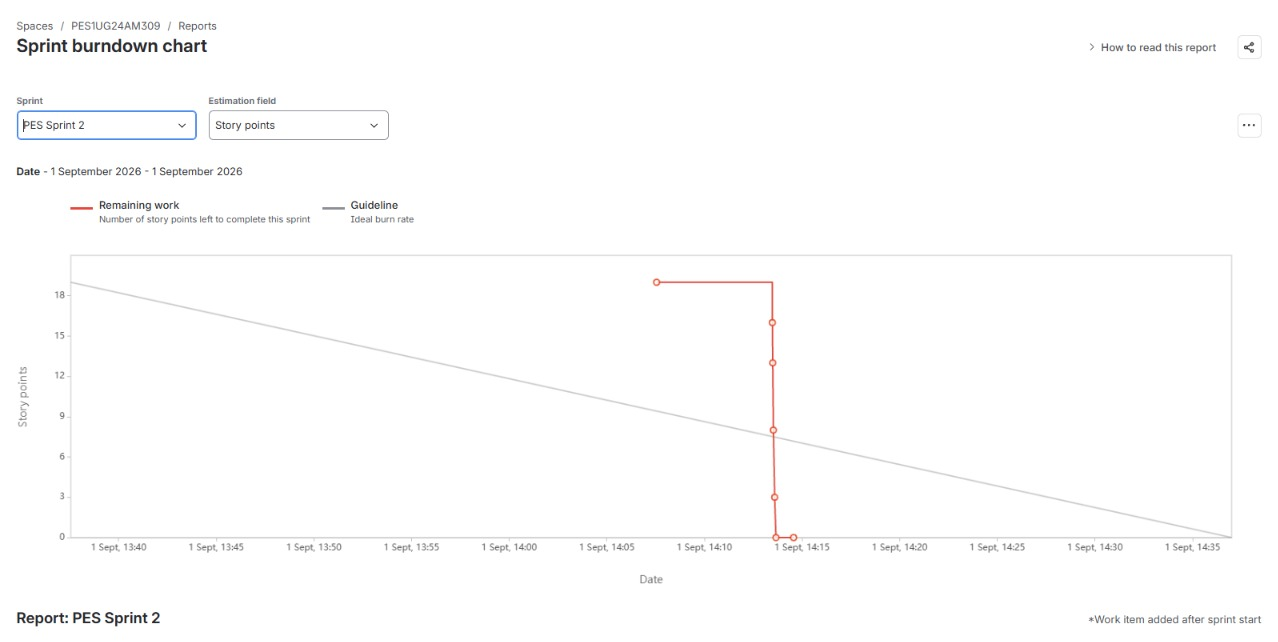 Spaces / PES1UG24AM309 / Reports
Sprint burndown chart
How to read this report
Sprint
Estimation field
PES Sprint 2
Story points
Date - 1 September 2026 - 1 September 2026
Remaining work
Number of story points left to complete this sprint
Guideline
Ideal burn rate
Story points
18
15
12
9
6
3
0
1 Sept, 13:40
1 Sept, 13:45
1 Sept, 13:50
1 Sept, 13:55
1 Sept, 14:00
1 Sept, 14:05
1 Sept, 14:10
1 Sept, 14:15
1 Sept, 14:20
1 Sept, 14:25
1 Sept, 14:30
1 Sept, 14:35
Date
Report: PES Sprint 2
*Work item added after sprint start